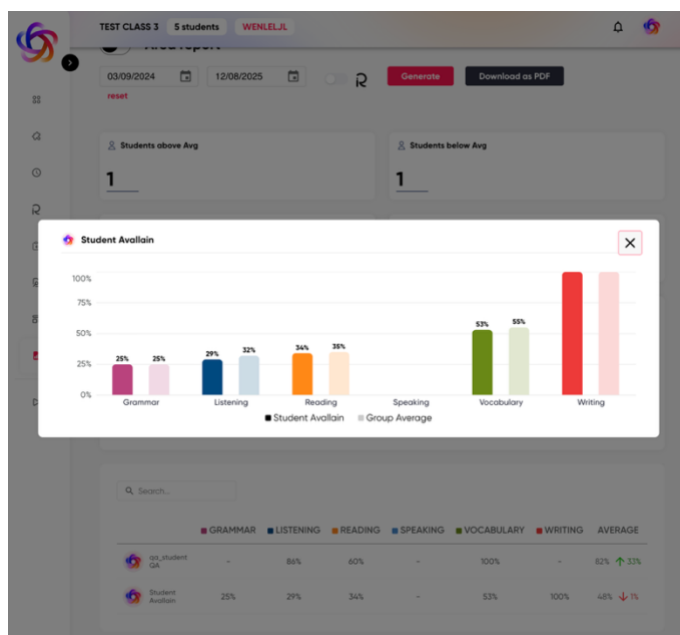 TEST CLASS 3 5 students WENLELJL
Area report
03/09/2024 12/08/2025 Generate Download as PDF
reset
Students above Avg Students below Avg
1 1
Student Avallain
100%
75%
50%
25%
0%
25% 25% 29% 32% 34% 35% 53% 55%
Grammar Listening Reading Speaking Vocabulary Writing
Student Avallain Group Average
Search...
GRAMMAR LISTENING READING SPEAKING VOCABULARY WRITING AVERAGE
QA - 86% 60% - 100% - 82% 33%
Student
Avallain 25% 29% 34% - 53% 100% 48% 1%